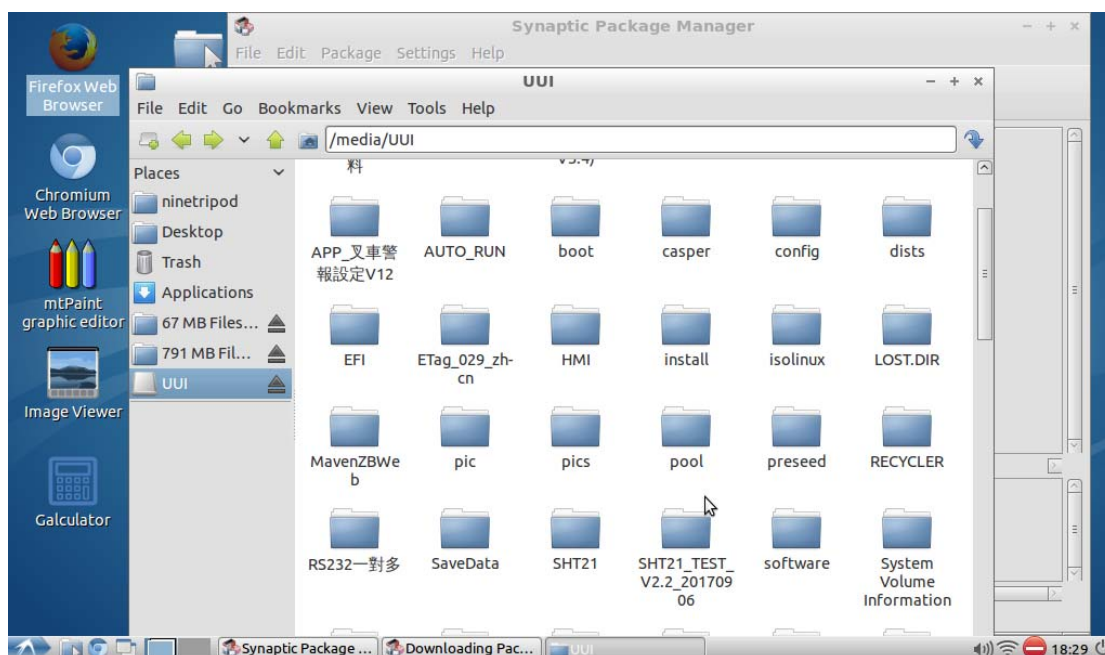 Synaptic Package Manager
File Edit Package Settings Help
UUI
File Edit Go Bookmarks View Tools Help
/media/UUI
Firefox Web
Browser
Chromium
Web Browser
mtPaint
graphic editor
Image Viewer
Galculator
Places
ninetripod
Desktop
Trash
Applications
67 MB Files...
791 MB Fil...
UUI
料
V3.4)
APP_叉車警
報設定V12
AUTO_RUN
boot
casper
config
dists
EFI
ETag_029_zh-
cn
HMI
install
isolinux
LOST.DIR
MavenZBWe
b
pic
pics
pool
preseed
RECYCLER
RS232一對多
SaveData
SHT21
SHT21_TEST_
V2.2_201709
06
software
System
Volume
Information
Synaptic Package ...
Downloading Pac...
UUI
18:29